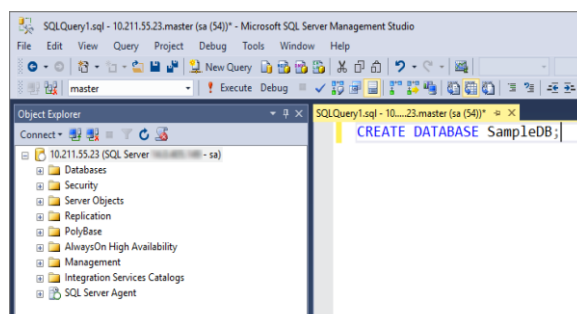 SQLQuery1.sql - 10.211.55.23.master (sa (54))* - Microsoft SQL Server Management Studio
File Edit View Query Project Debug Tools Window Help
New Query
master Execute Debug
Object Explorer
SQLQuery1.sql - 10.....23.master (sa (54))*
Connect
CREATE DATABASE SampleDB;
10.211.55.23 (SQL Server - sa)
Databases
Security
Server Objects
Replication
PolyBase
AlwaysOn High Availability
Management
Integration Services Catalogs
SQL Server Agent